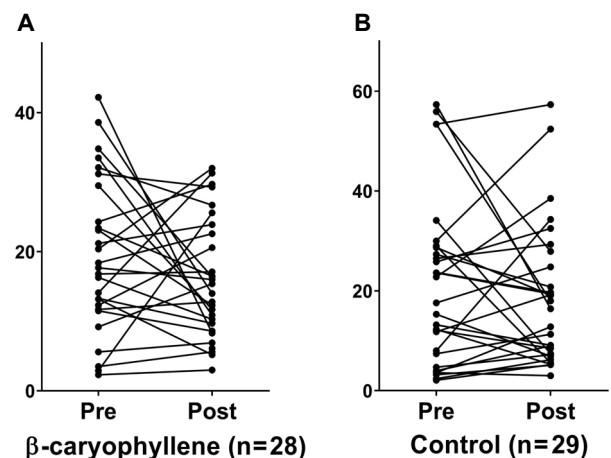 A
40
20
0
Pre Post
β-caryophyllene (n=28)
B
60
40
20
0
Pre Post
Control (n=29)